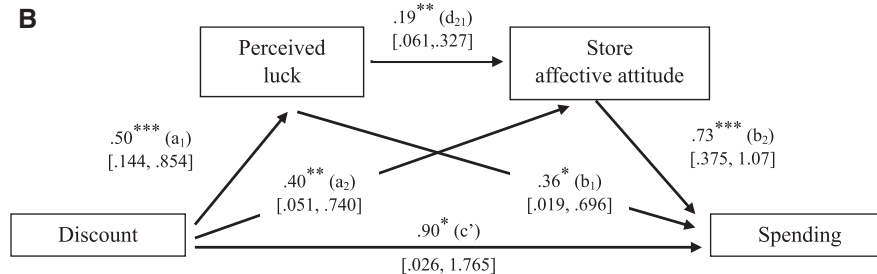 B
.19** (d21)
[.061,.327]
Perceived
luck
Store
affective attitude
.50*** (a1)
[.144, .854]
.73*** (b2)
[.375, 1.07]
.40** (a2)
[.051, .740]
.36* (b1)
[.019, .696]
Discount
.90* (c’)
Spending
[.026, 1.765]